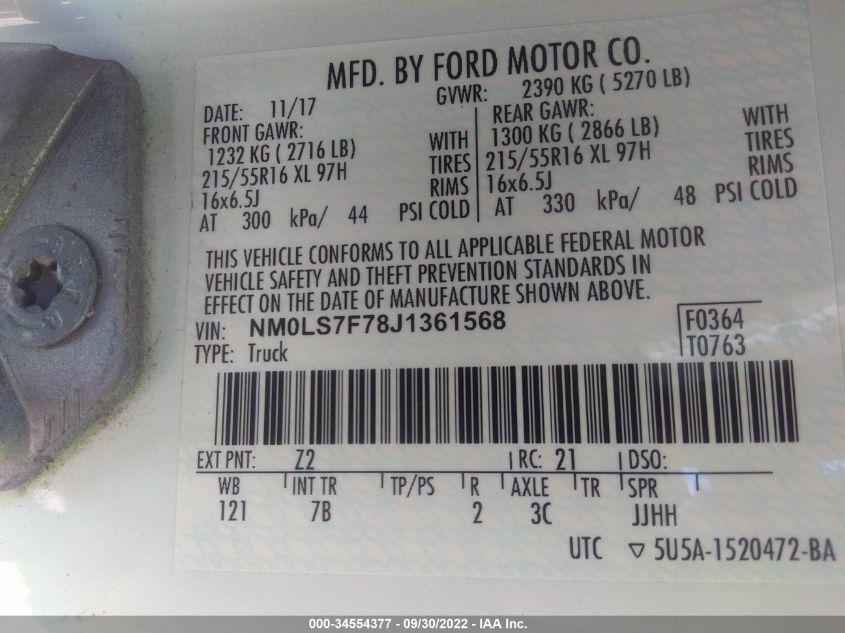 MFD. BY FORD MOTOR CO.
DATE: 11/17 GVWR: 2390 KG ( 5270 LB)
FRONT GAWR: REAR GAWR:
1232 KG ( 2716 LB) WITH 1300 KG ( 2866 LB) WITH
215/55R16 XL 97H TIRES 215/55R16 XL 97H TIRES
16x6.5J RIMS 16x6.5J RIMS
AT 300 kPa/ 44 PSI COLD AT 330 kPa/ 48 PSI COLD
THIS VEHICLE CONFORMS TO ALL APPLICABLE FEDERAL MOTOR
VEHICLE SAFETY AND THEFT PREVENTION STANDARDS IN
EFFECT ON THE DATE OF MANUFACTURE SHOWN ABOVE.
VIN: NM0LS7F78J1361568 F0364
TYPE: Truck T0763
EXT PNT: Z2 RC: 21 DSO:
WB INT TR TP/PS R AXLE TR SPR
121 7B 2 3C JJHH
UTC ▽ 5U5A-1520472-BA
000-34554377 - 09/30/2022 - IAA Inc.